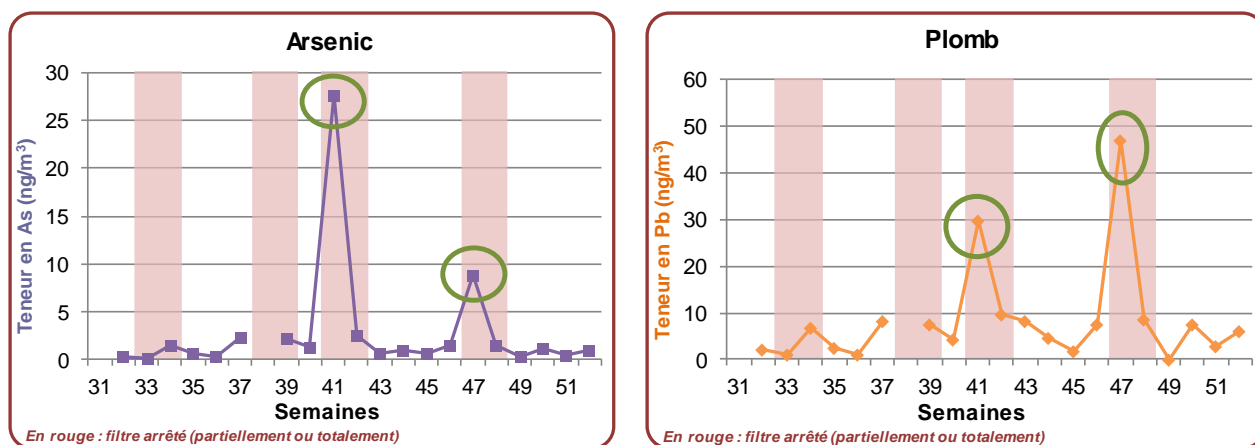 Arsenic
Teneur en As (ng/m³)
30
25
20
15
10
5
0
31 33 35 37 39 41 43 45 47 49 51
Semaines
En rouge : filtre arrêté (partiellement ou totalement)
Plomb
Teneur en Pb (ng/m³)
60
50
40
30
20
10
0
31 33 35 37 39 41 43 45 47 49 51
Semaines
En rouge : filtre arrêté (partiellement ou totalement)